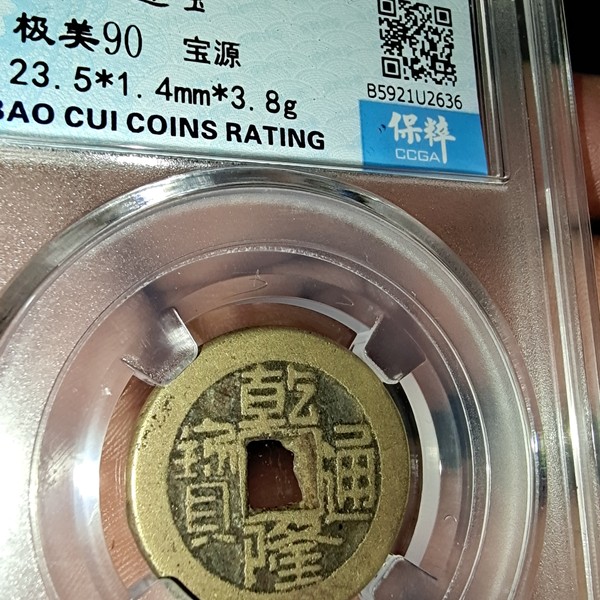 极美90 宝源
23.5*1.4mm*3.8g
BAO CUI COINS RATING
B5921U2636
保粹
CCGA
乾隆通寳